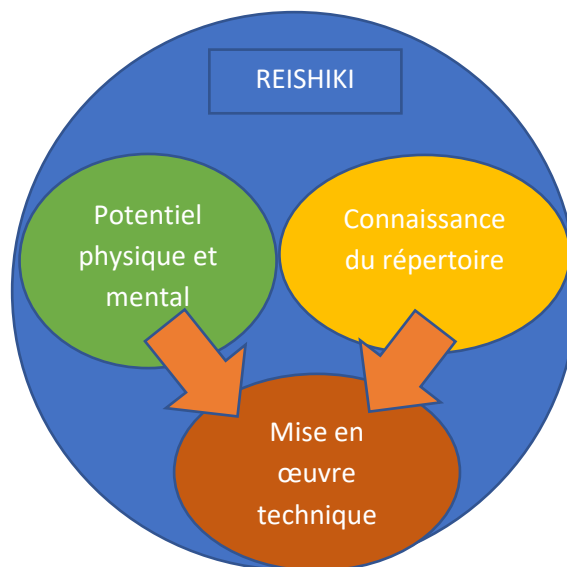 REISHIKI
Potentiel
physique et
mental
Connaissance
du répertoire
Mise en
œuvre
technique